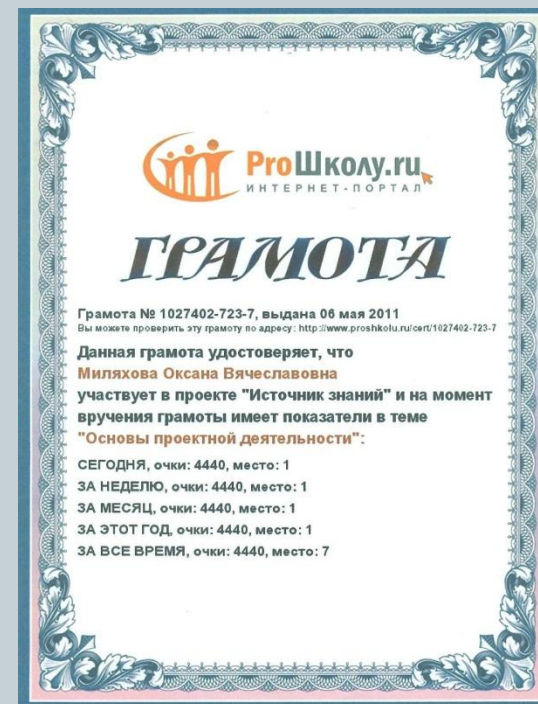 ProШколу.ru
ИНТЕРНЕТ-ПОРТАЛ
ГРАМОТА
Грамота № 1027402-723-7, выдана 06 мая 2011
Вы можете проверить эту грамоту по адресу: http://www.proshkolu.ru/cert/1027402-723-7
Данная грамота удостоверяет, что
Миляхова Оксана Вячеславовна
участвует в проекте "Источник знаний" и на момент
вручения грамоты имеет показатели в теме
"Основы проектной деятельности":
СЕГОДНЯ, очки: 4440, место: 1
ЗА НЕДЕЛЮ, очки: 4440, место: 1
ЗА МЕСЯЦ, очки: 4440, место: 1
ЗА ЭТОТ ГОД, очки: 4440, место: 1
ЗА ВСЕ ВРЕМЯ, очки: 4440, место: 7